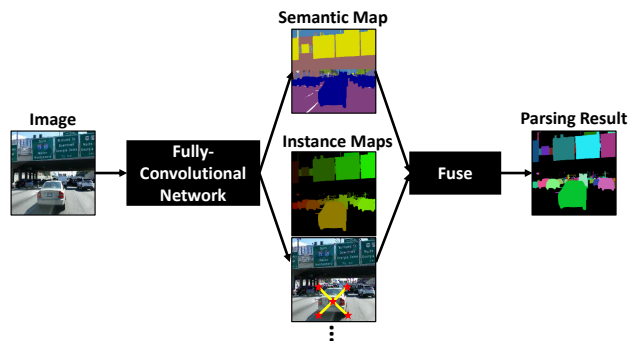 Semantic Map
Image
Fully-
Convolutional
Network
Instance Maps
Fuse
Parsing Result